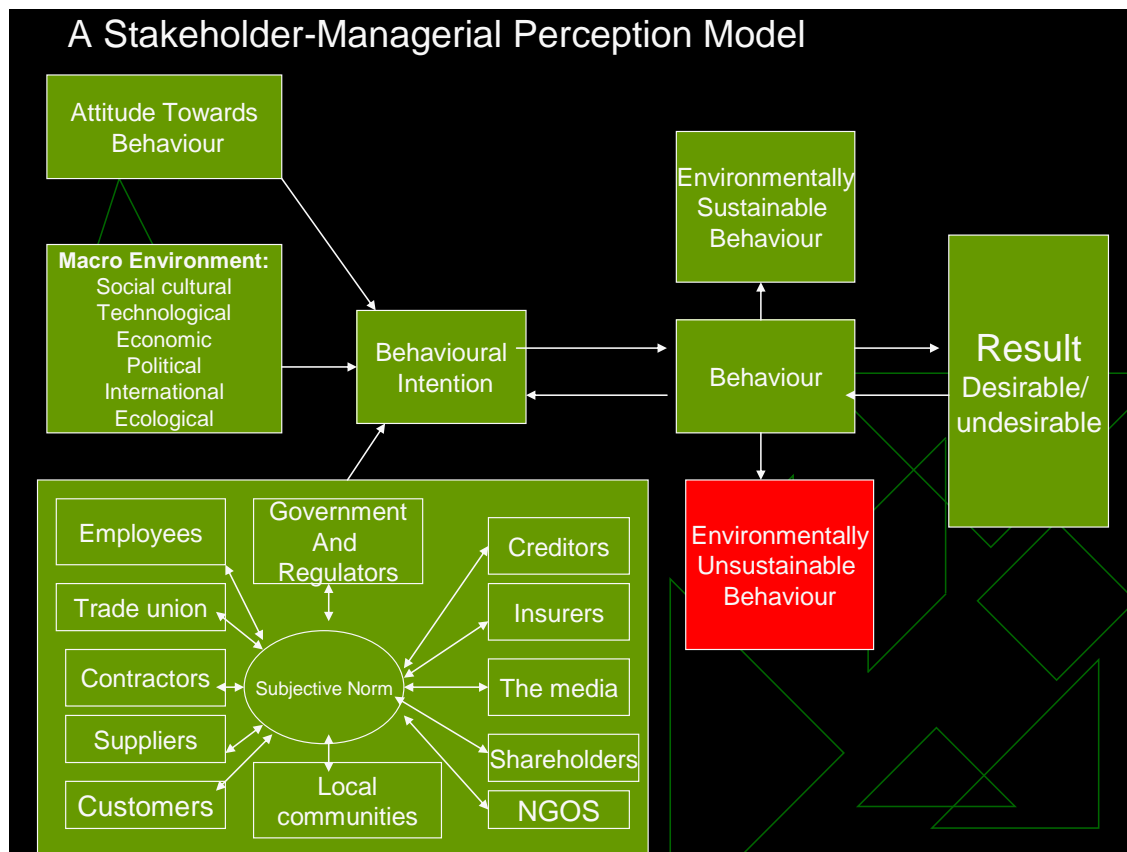 A Stakeholder-Managerial Perception Model
Attitude Towards
Behaviour
Macro Environment:
Social cultural
Technological
Economic
Political
International
Ecological
Behavioural
Intention
Environmentally
Sustainable
Behaviour
Behaviour
Result
Desirable/
undesirable
Environmentally
Unsustainable
Behaviour
Employees
Trade union
Contractors
Suppliers
Customers
Government
And
Regulators
Subjective Norm
Local
communities
Creditors
Insurers
The media
Shareholders
NGOS